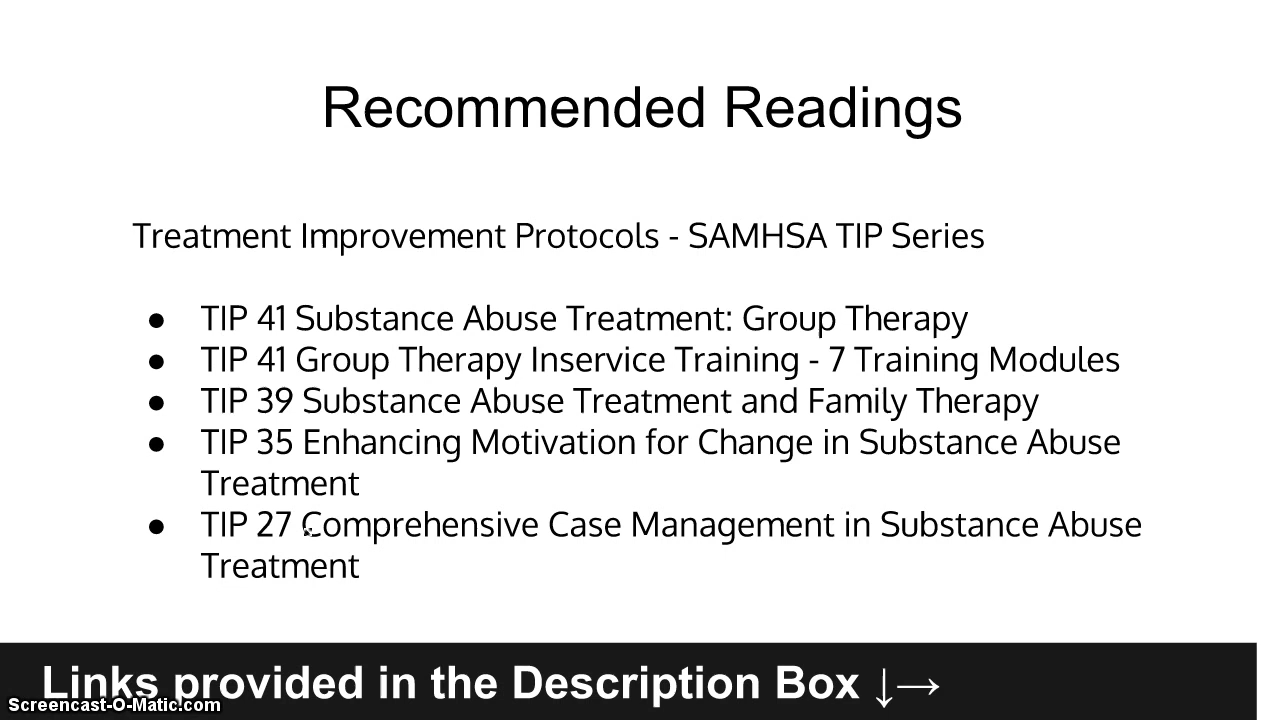 Recommended Readings
Treatment Improvement Protocols - SAMHSA TIP Series
● TIP 41 Substance Abuse Treatment: Group Therapy
● TIP 41 Group Therapy Inservice Training - 7 Training Modules
● TIP 39 Substance Abuse Treatment and Family Therapy
● TIP 35 Enhancing Motivation for Change in Substance Abuse
Treatment
● TIP 27 Comprehensive Case Management in Substance Abuse
Treatment
Links provided in the Description Box ↓→
Screencast-O-Matic.com